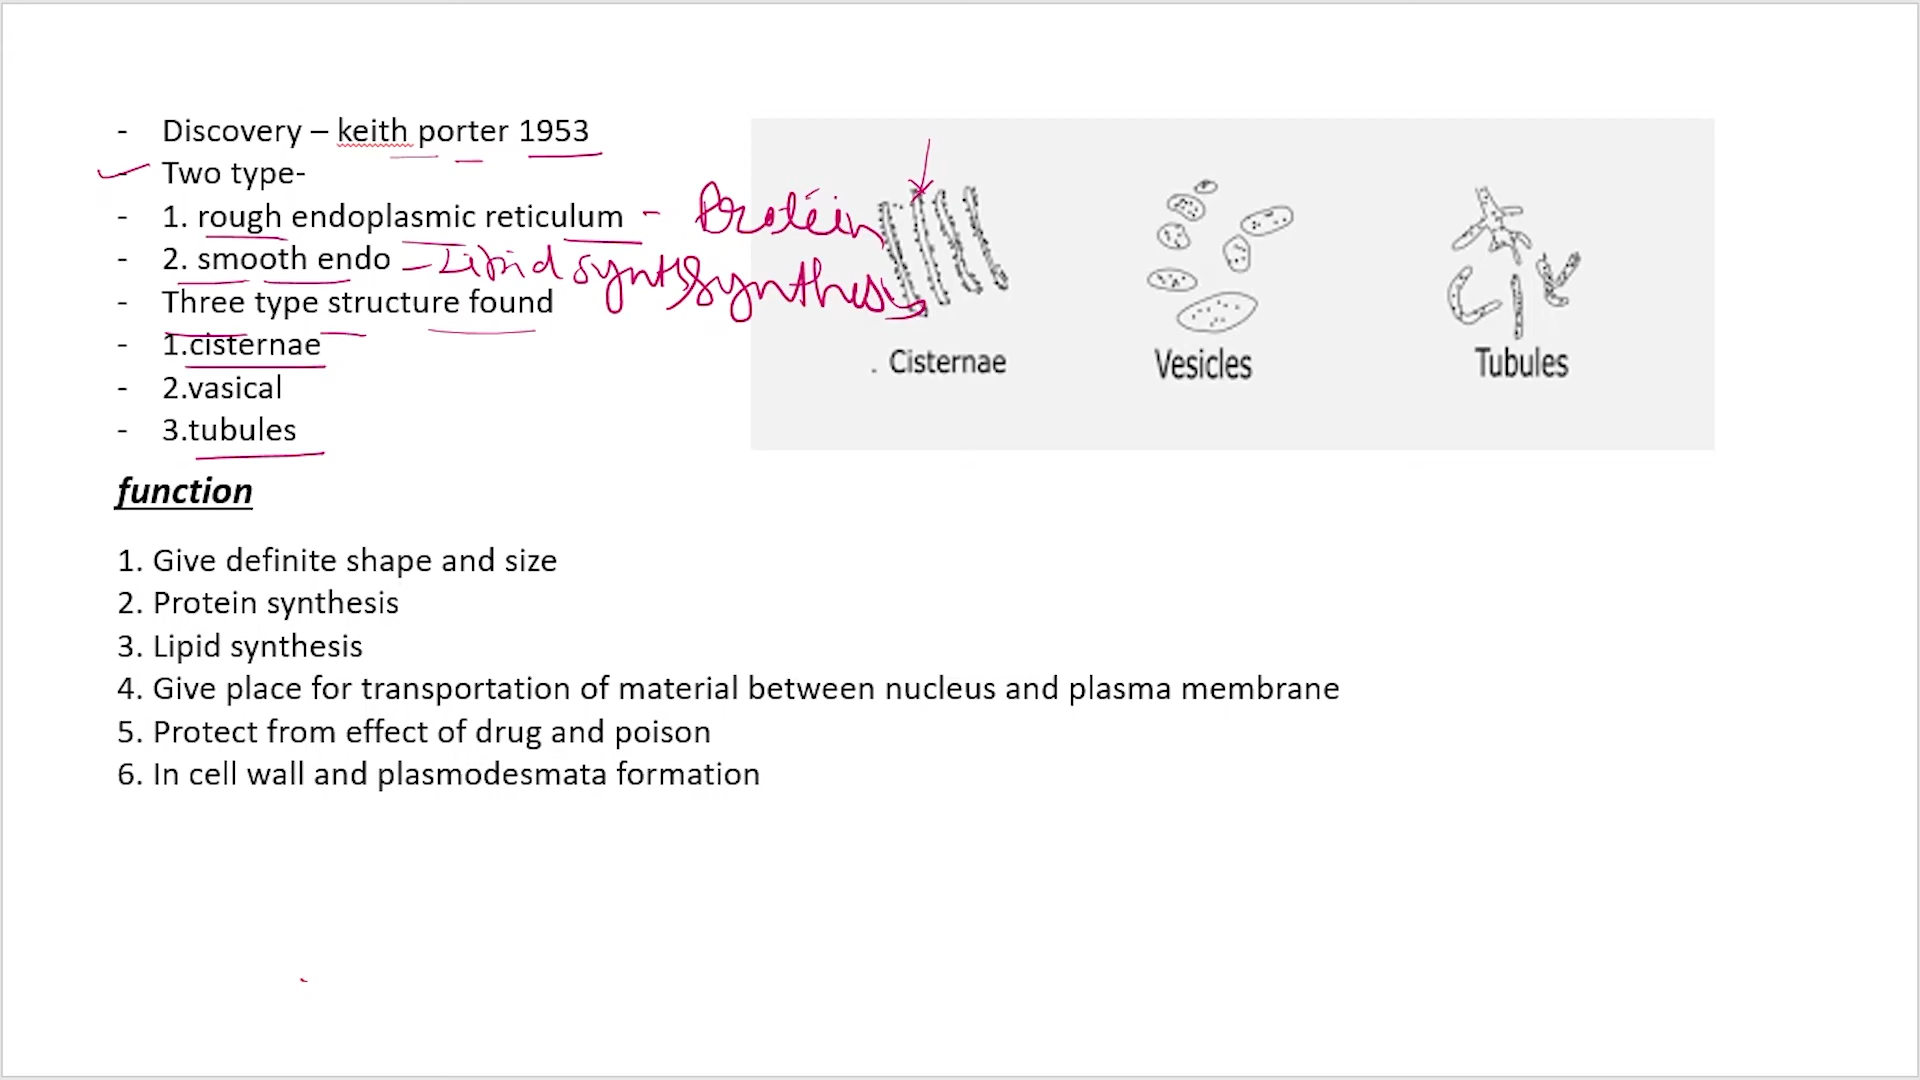 - Discovery – keith porter 1953
- Two type-
- 1. rough endoplasmic reticulum - Protein synthesis
- 2. smooth endo - Lipid synthesis
- Three type structure found
- 1.cisternae
- 2.vasical
- 3.tubules
. Cisternae
Vesicles
Tubules
function
1. Give definite shape and size
2. Protein synthesis
3. Lipid synthesis
4. Give place for transportation of material between nucleus and plasma membrane
5. Protect from effect of drug and poison
6. In cell wall and plasmodesmata formation